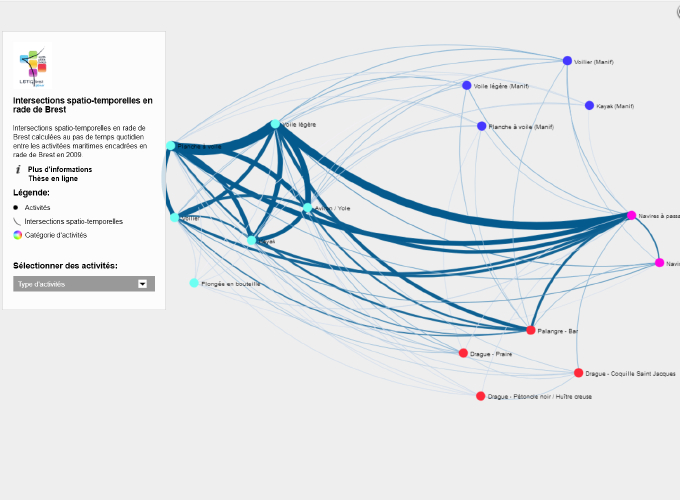 LETG Brest
Intersections spatio-temporelles en
rade de Brest
Intersections spatio-temporelles en rade de
Brest calculées au pas de temps quotidien
entre les activitées maritimes encadrées en
rade de Brest en 2009
i Plus d'informations
Thèse en ligne
Légende:
Activités
Intersections spatio-temporelles
Catégorie d'activités
Sélectionner des activités:
Type d'activités
Voilier (Manif)
Voile légère (Manif)
Kayak (Manif)
Planche à voile (Manif)
Voile légère
Planche à voile
Aviron / Yole
Voilier
Kayak
Navires à passa
Navir
Plongée en bouteille
Palangre - Bar
Drague - Praire
Drague - Coquille Saint Jacques
Drague - Pétoncle noir / Huître creuse